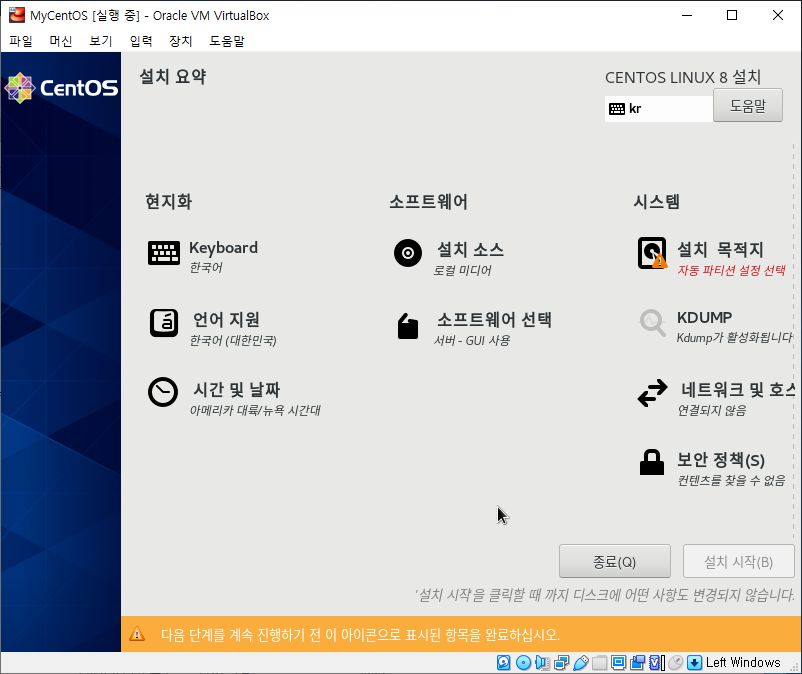 MyCentOS [실행 중] - Oracle VM VirtualBox
파일 머신 보기 입력 장치 도움말
CentOS
설치 요약
CENTOS LINUX 8 설치
kr
도움말
현지화
Keyboard
한국어
언어 지원
한국어 (대한민국)
시간 및 날짜
아메리카 대륙/뉴욕 시간대
소프트웨어
설치 소스
로컬 미디어
소프트웨어 선택
서버 - GUI 사용
시스템
설치 목적지
자동 파티션 설정 선택
KDUMP
Kdump가 활성화됩니다
네트워크 및 호스
연결되지 않음
보안 정책(S)
컨텐츠를 찾을 수 없음
종료(Q)
설치 시작(B)
'설치 시작'을 클릭할 때 까지 디스크에 어떤 사항도 변경되지 않습니다.
다음 단계를 계속 진행하기 전 이 아이콘으로 표시된 항목을 완료하십시오.
Left Windows